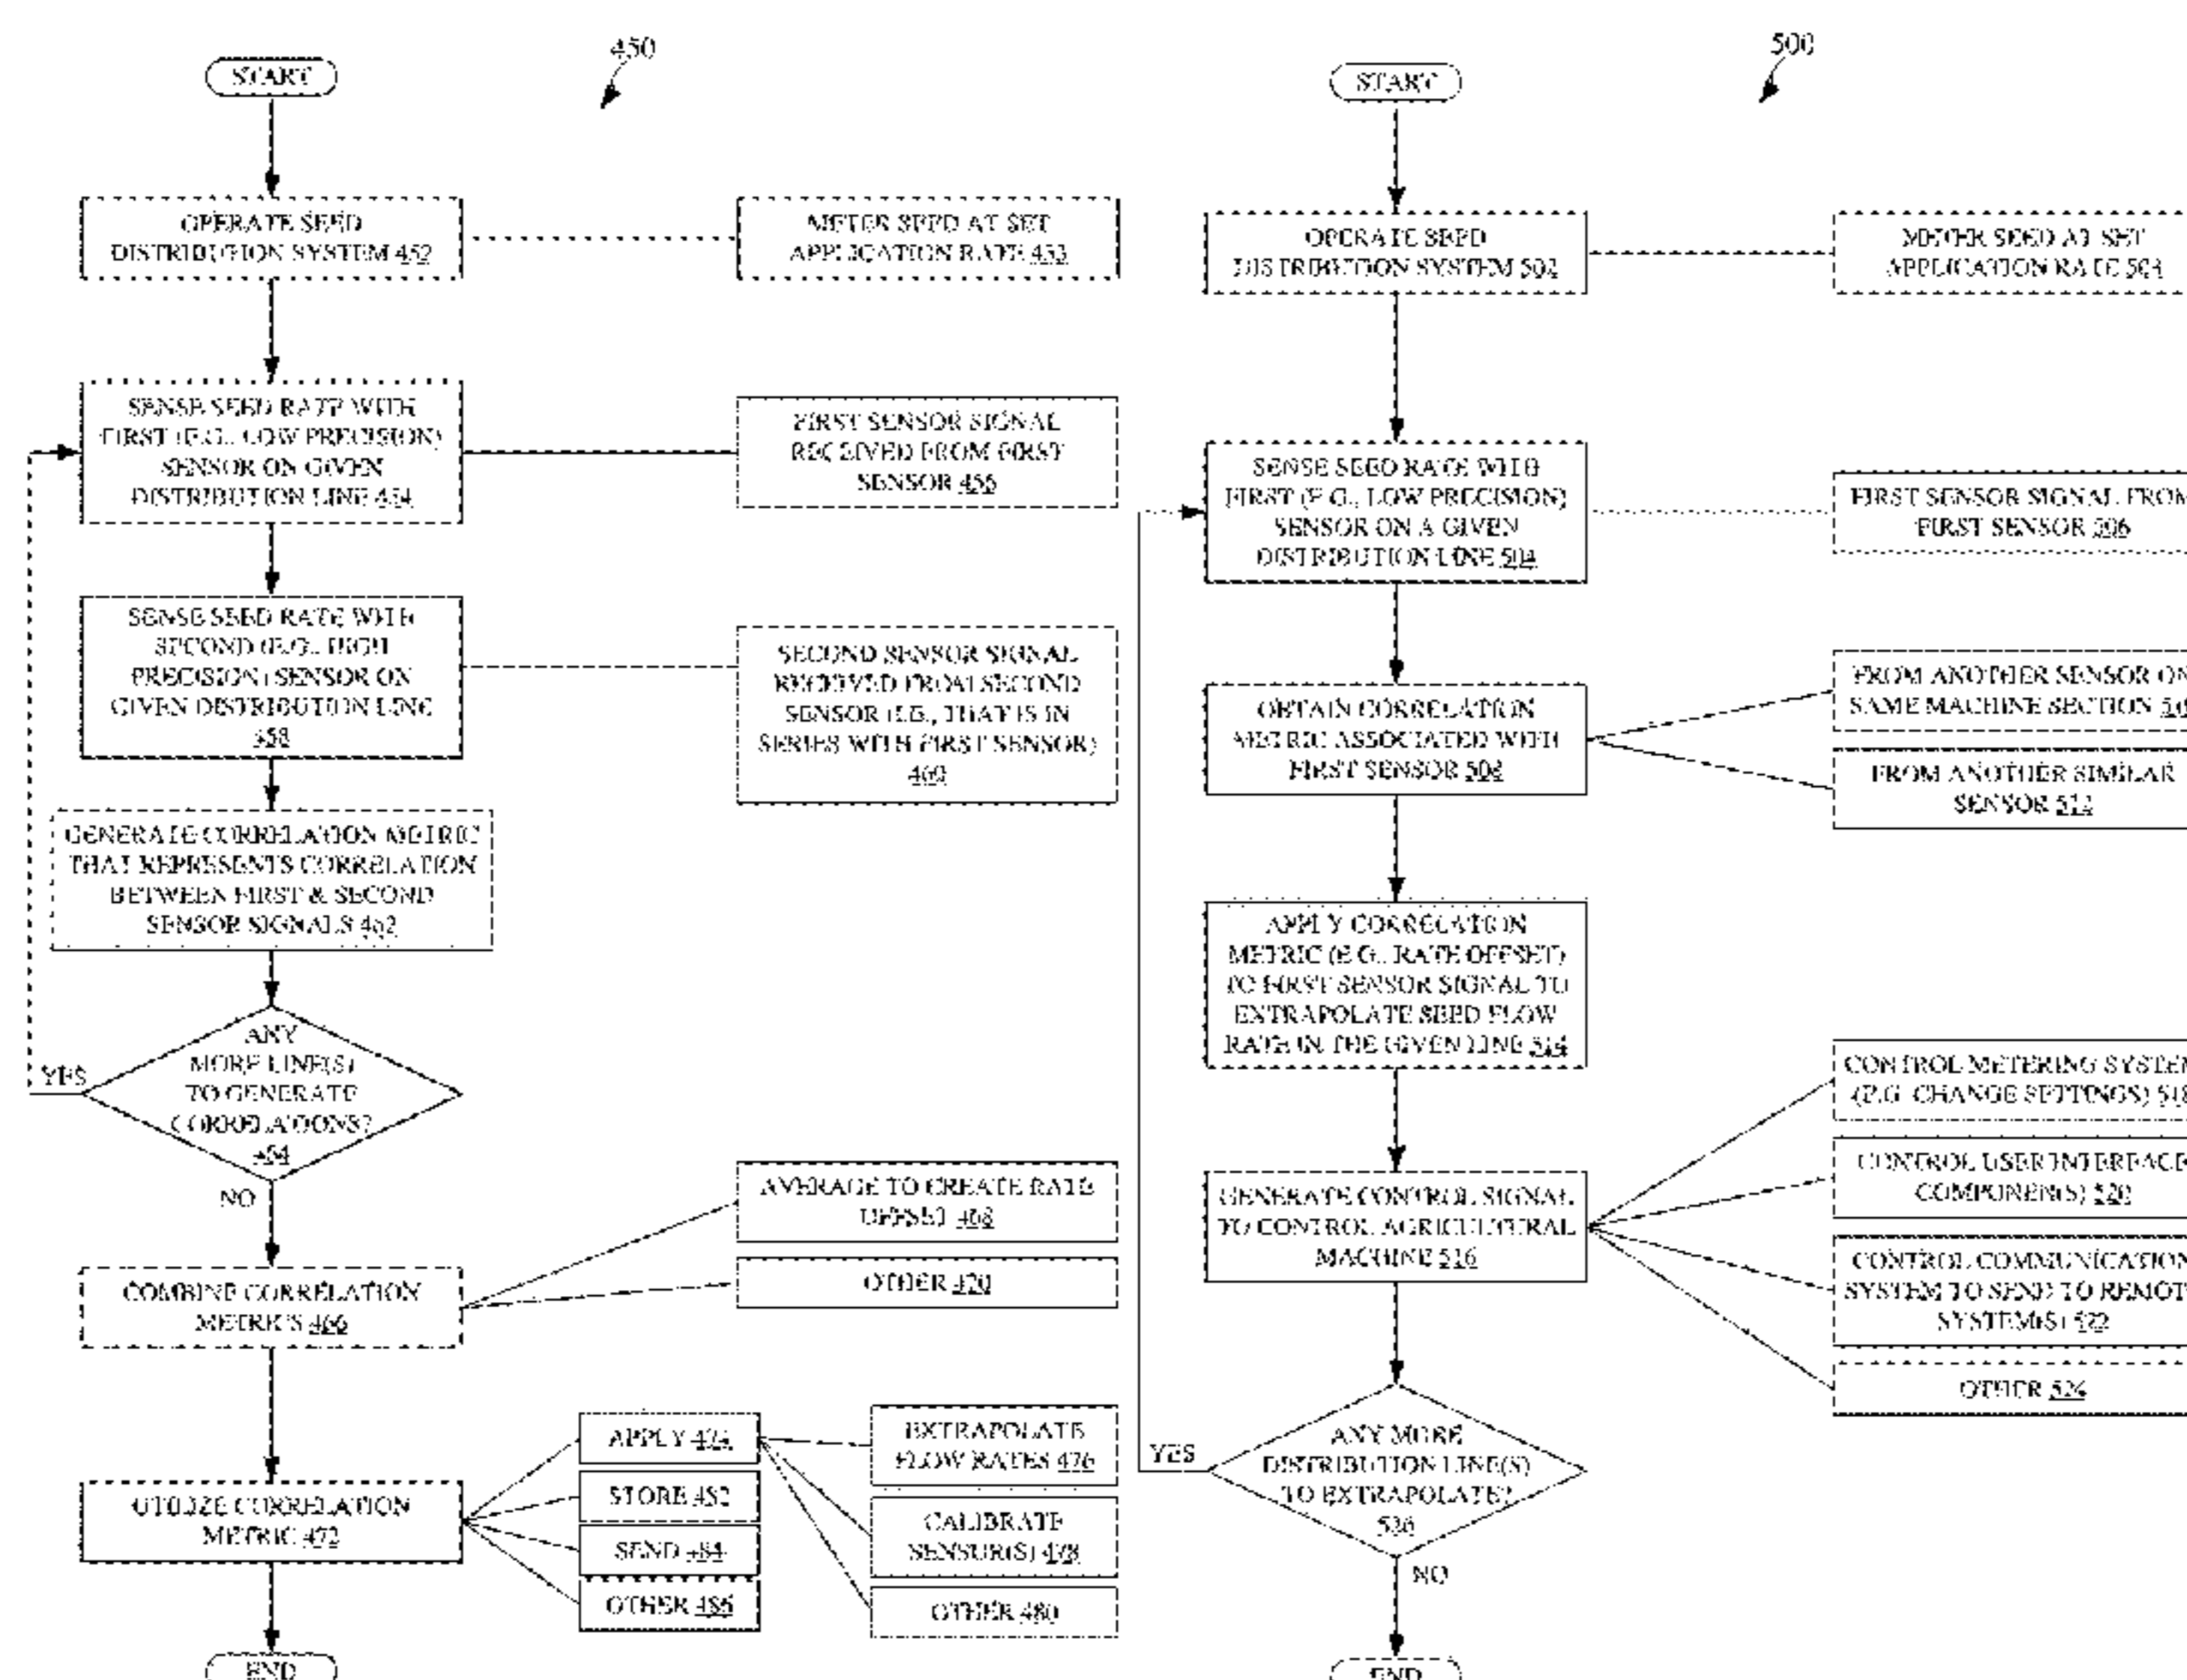 450
START
OPERATE SEED
DISTRIBUTION SYSTEM 452
METER SEED AT SET
APPLICATION RATE 453
SENSE SEED RATE WITH
FIRST (E.G., LOW PRECISION)
SENSOR ON GIVEN
DISTRIBUTION LINE 454
FIRST SENSOR SIGNAL
RECEIVED FROM FIRST
SENSOR 456
SENSE SEED RATE WITH
SECOND (E.G., HIGH
PRECISION) SENSOR ON
GIVEN DISTRIBUTION LINE
458
SECOND SENSOR SIGNAL
RECEIVED FROM SECOND
SENSOR (I.E., THAT IS IN
SERIES WITH FIRST SENSOR)
460
GENERATE CORRELATION METRIC
THAT REPRESENTS CORRELATION
BETWEEN FIRST & SECOND
SENSOR SIGNALS 462
ANY
MORE LINE(S)
TO GENERATE
CORRELATIONS?
464
YES
NO
COMBINE CORRELATION
METRICS 466
AVERAGE TO CREATE RATE
OFFSET 468
OTHER 470
UTILIZE CORRELATION
METRIC 472
APPLY 474
STORE 482
SEND 484
OTHER 486
EXTRAPOLATE
FLOW RATES 476
CALIBRATE
SENSOR(S) 478
OTHER 480
END
500
START
OPERATE SEED
DISTRIBUTION SYSTEM 502
METER SEED AT SET
APPLICATION RATE 503
SENSE SEED RATE WITH
FIRST (E.G., LOW PRECISION)
SENSOR ON A GIVEN
DISTRIBUTION LINE 504
FIRST SENSOR SIGNAL FROM
FIRST SENSOR 506
OBTAIN CORRELATION
METRIC ASSOCIATED WITH
FIRST SENSOR 508
FROM ANOTHER SENSOR ON
SAME MACHINE SECTION
FROM ANOTHER SIMILAR
SENSOR 512
APPLY CORRELATION
METRIC (E.G., RATE OFFSET)
TO FIRST SENSOR SIGNAL TO
EXTRAPOLATE SEED FLOW
RATE IN THE GIVEN LINE 514
GENERATE CONTROL SIGNAL
TO CONTROL AGRICULTURAL
MACHINE 516
CONTROL METERING SYSTEM
(E.G. CHANGE SETTINGS) 518
CONTROL USER INTERFACE
COMPONEN(S) 520
CONTROL COMMUNICATION
SYSTEM TO SEND TO REMOTE
SYSTEM(S) 522
OTHER 524
ANY MORE
DISTRIBUTION LINE(S)
TO EXTRAPOLATE?
526
YES
NO
END